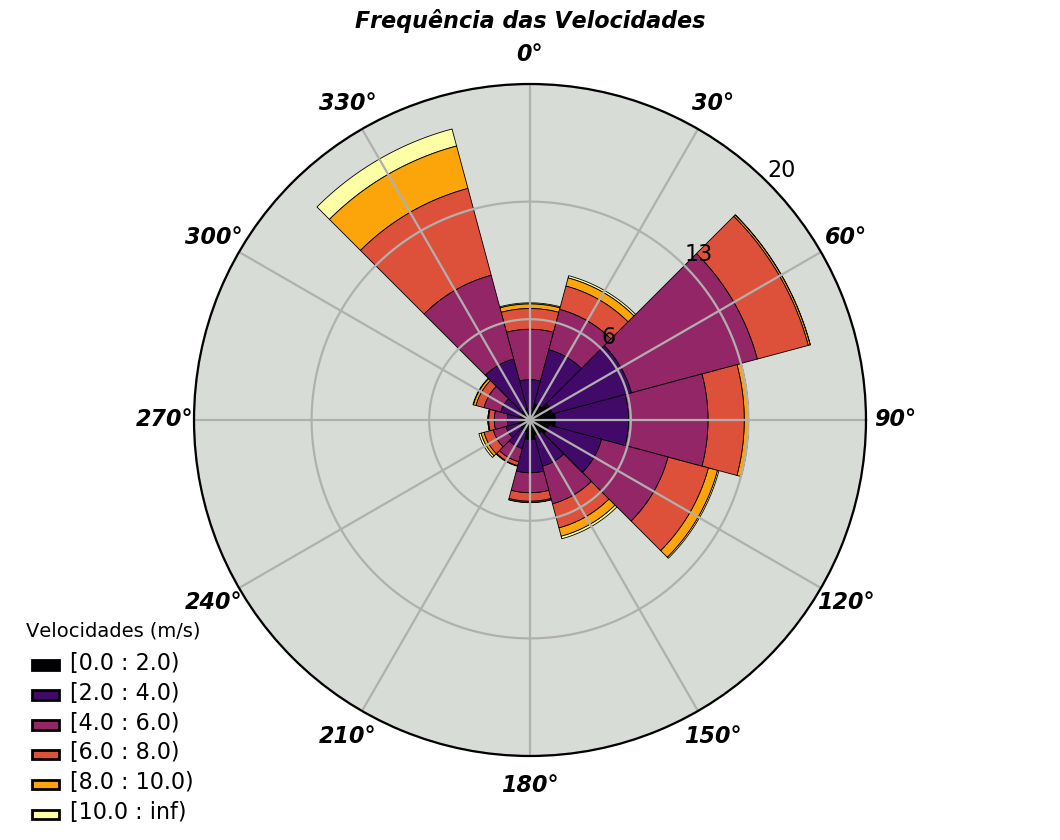 Frequência das Velocidades
0°
330°
30°
20
300°
60°
13
6
270°
90°
240°
120°
210°
150°
180°
Velocidades (m/s)
[0.0 : 2.0)
[2.0 : 4.0)
[4.0 : 6.0)
[6.0 : 8.0)
[8.0 : 10.0)
[10.0 : inf)